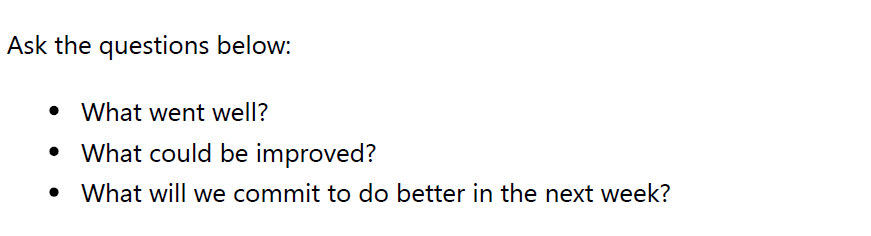 Ask the questions below:
• What went well?
• What could be improved?
• What will we commit to do better in the next week?